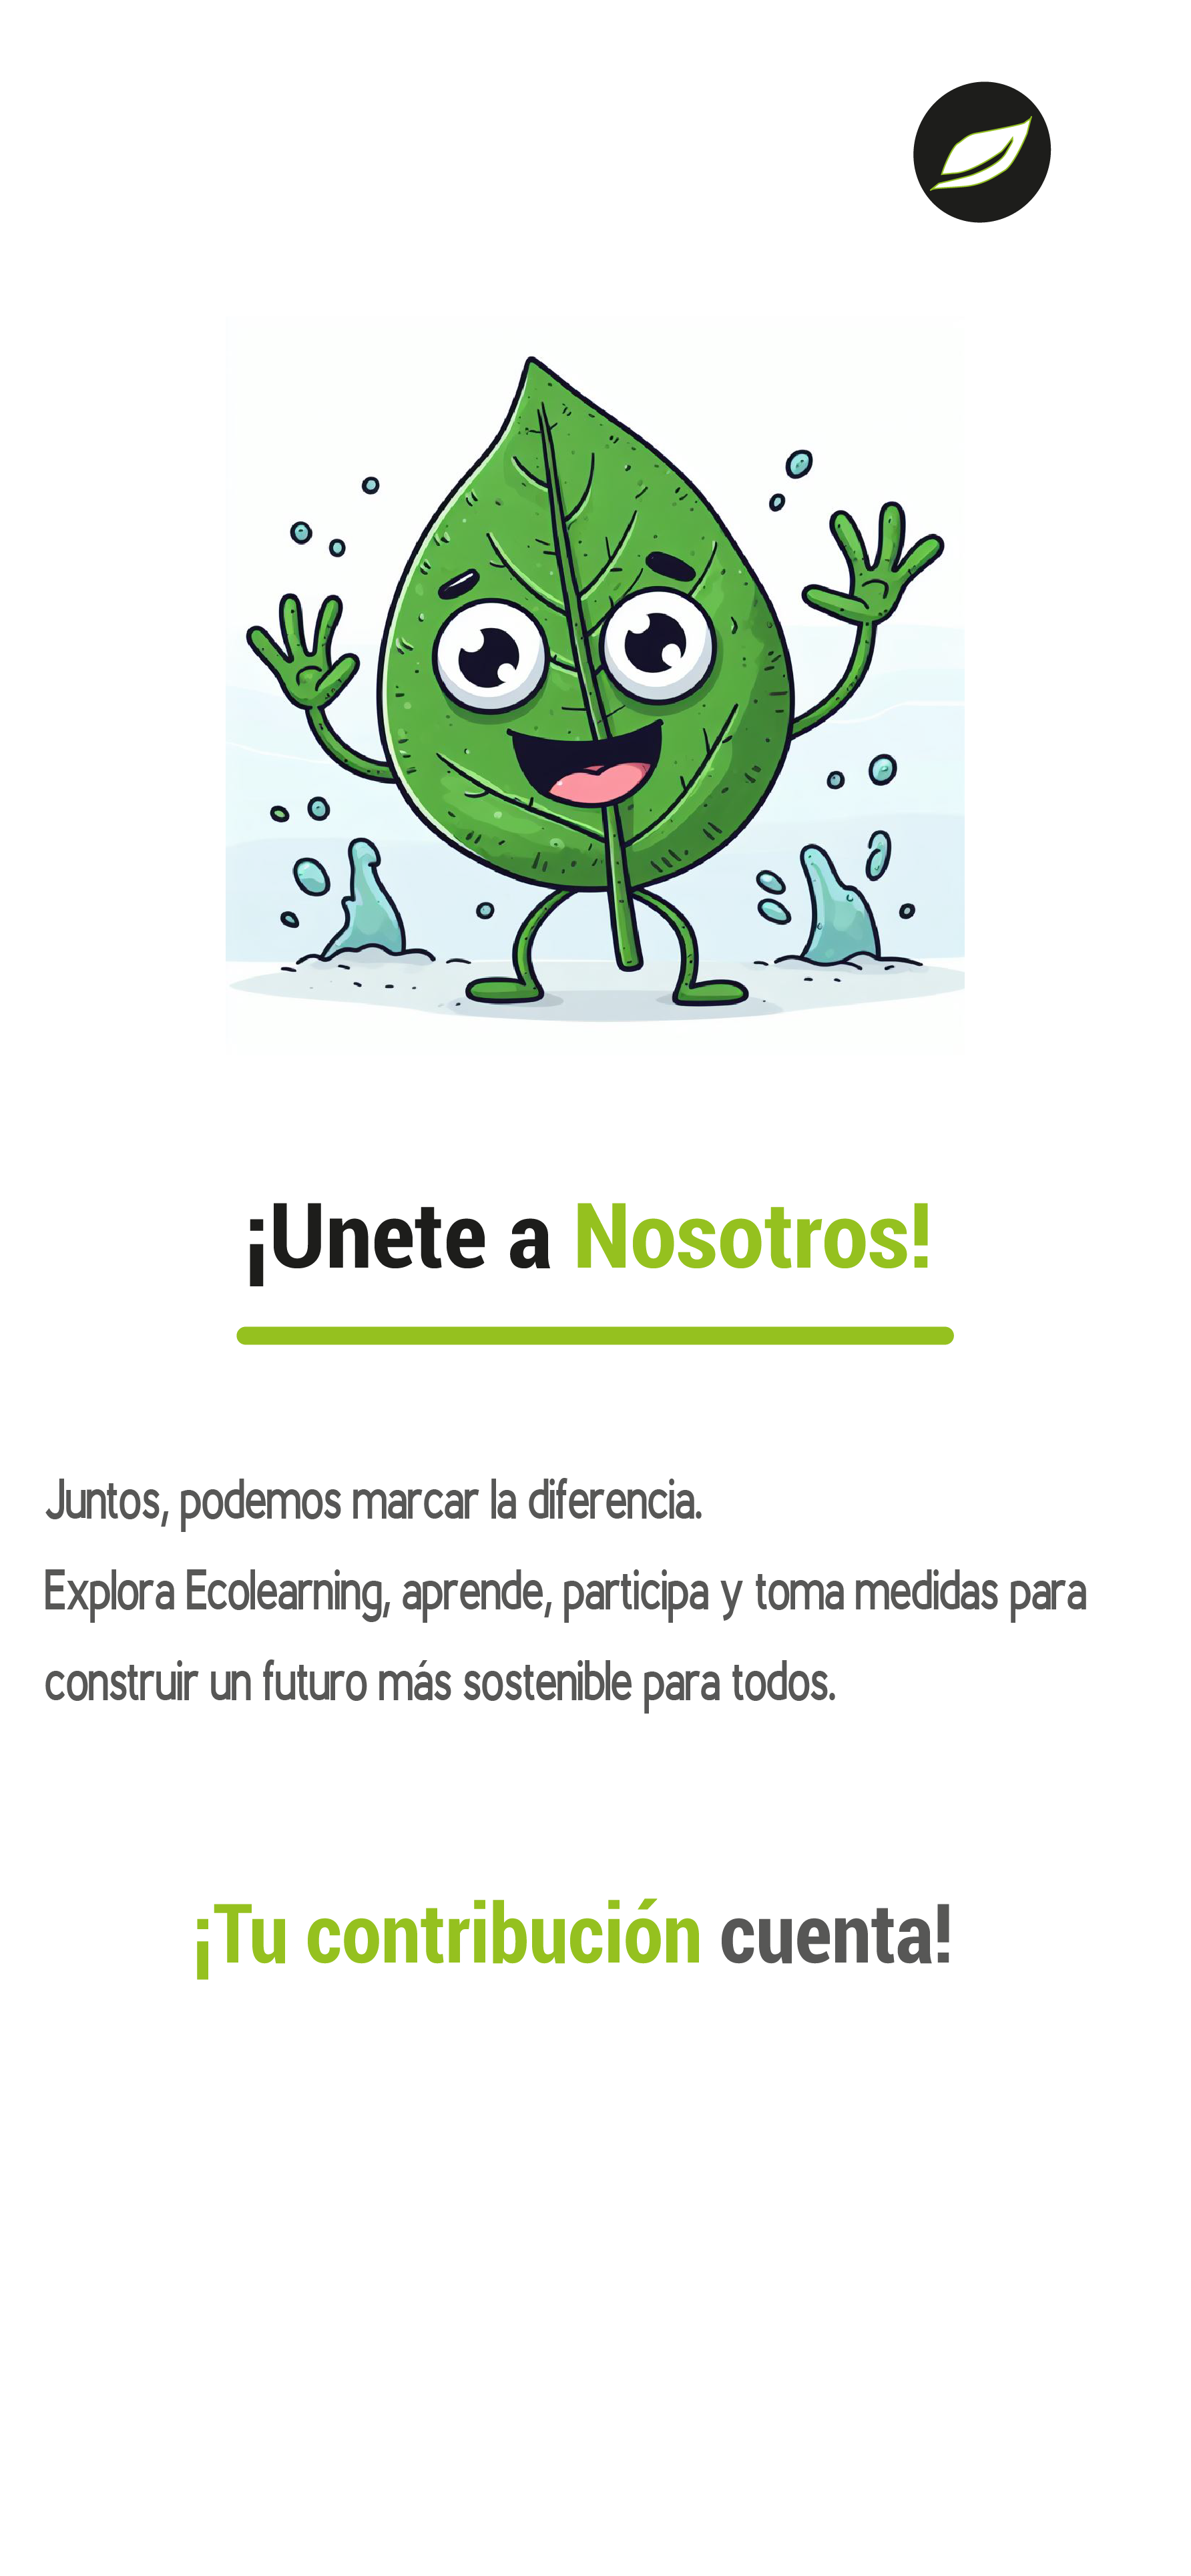 ¡Unete a Nosotros!
Juntos, podemos marcar la diferencia.
Explora Ecolearning, aprende, participa y toma medidas para
construir un futuro más sostenible para todos.
¡Tu contribución cuenta!